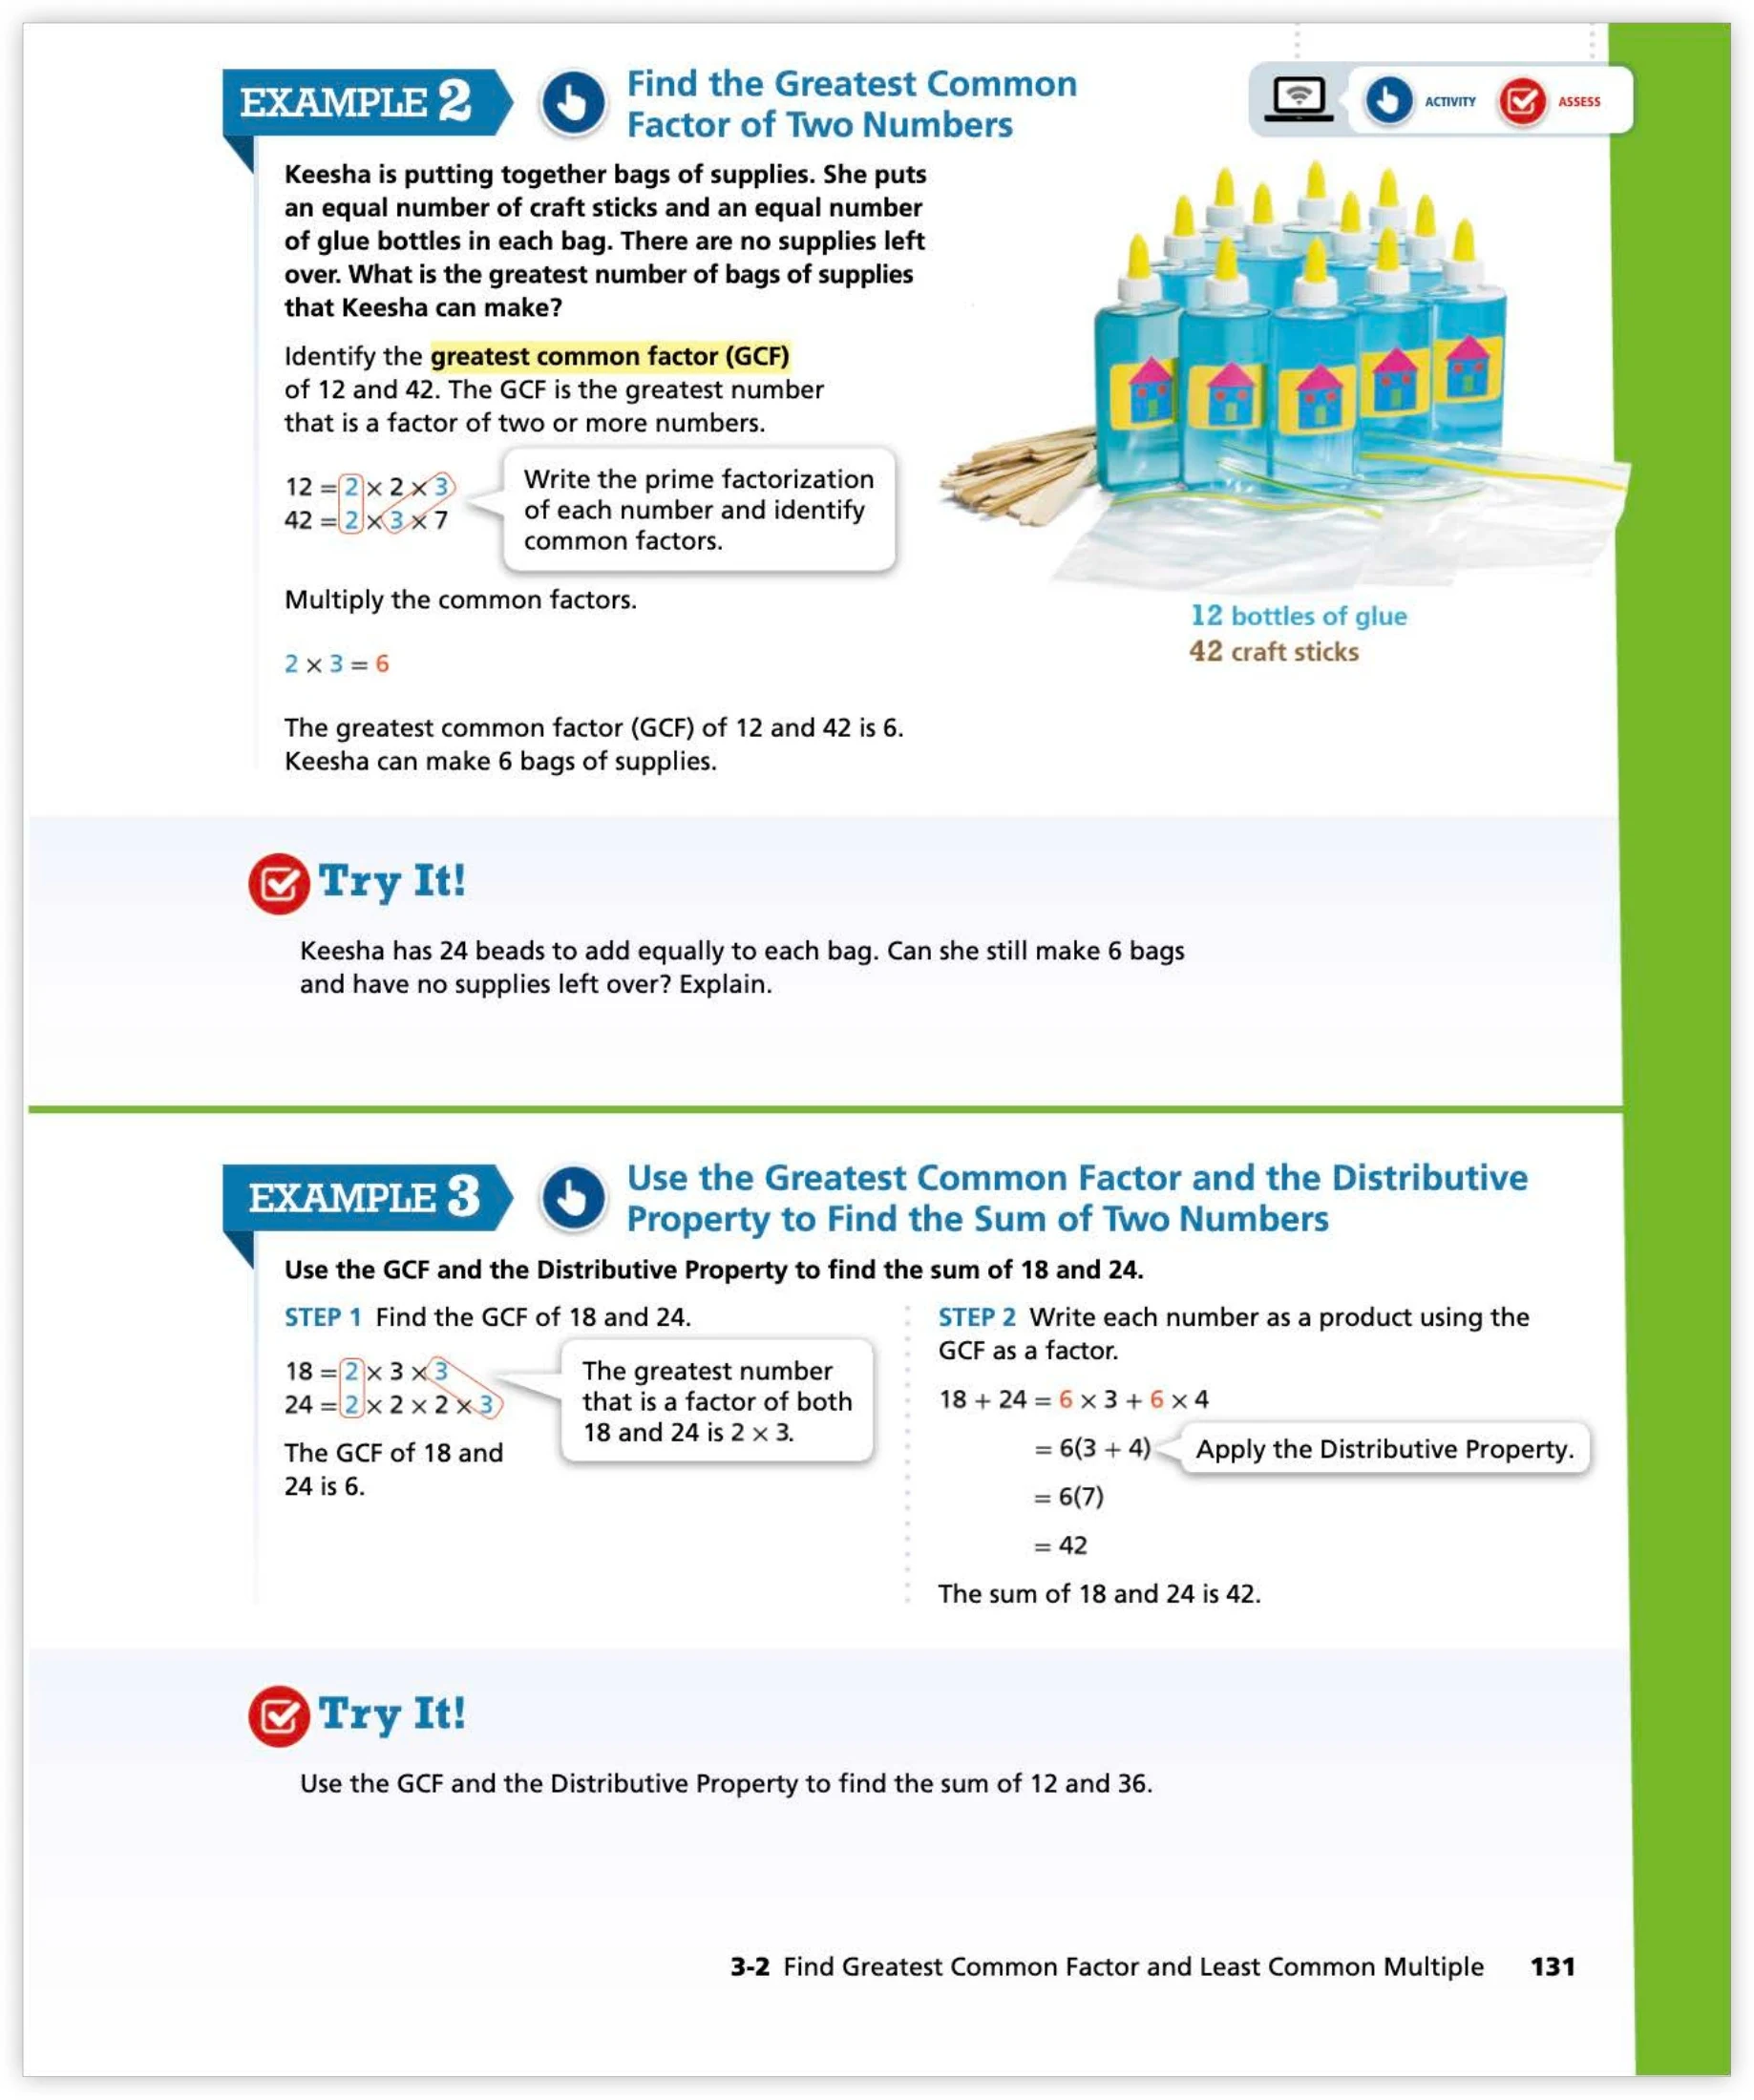 EXAMPLE 2
Find the Greatest Common
Factor of Two Numbers
ACTIVITY
ASSESS
Keesha is putting together bags of supplies. She puts
an equal number of craft sticks and an equal number
of glue bottles in each bag. There are no supplies left
over. What is the greatest number of bags of supplies
that Keesha can make?
Identify the greatest common factor (GCF)
of 12 and 42. The GCF is the greatest number
that is a factor of two or more numbers.
12 = 2 × 2 × 3
42 = 2 × 3 × 7
Write the prime factorization
of each number and identify
common factors.
Multiply the common factors.
2 × 3 = 6
The greatest common factor (GCF) of 12 and 42 is 6.
Keesha can make 6 bags of supplies.
12 bottles of glue
42 craft sticks
Try It!
Keesha has 24 beads to add equally to each bag. Can she still make 6 bags
and have no supplies left over? Explain.
EXAMPLE 3
Use the Greatest Common Factor and the Distributive
Property to Find the Sum of Two Numbers
Use the GCF and the Distributive Property to find the sum of 18 and 24.
STEP 1 Find the GCF of 18 and 24.
18 = 2 × 3 × 3
24 = 2 × 2 × 2 × 3
The greatest number
that is a factor of both
18 and 24 is 2 × 3.
The GCF of 18 and
24 is 6.
STEP 2 Write each number as a product using the
GCF as a factor.
18 + 24 = 6 × 3 + 6 × 4
= 6(3 + 4)
Apply the Distributive Property.
= 6(7)
= 42
The sum of 18 and 24 is 42.
Try It!
Use the GCF and the Distributive Property to find the sum of 12 and 36.
3-2 Find Greatest Common Factor and Least Common Multiple 131